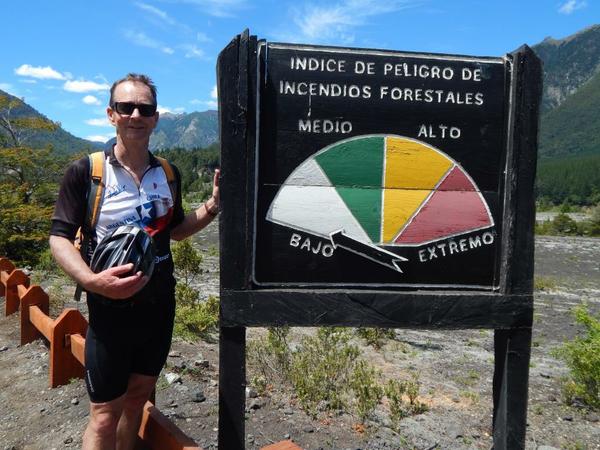 INDICE DE PELIGRO DE
INCENDIOS FORESTALES
MEDIO ALTO
BAJO EXTREMO